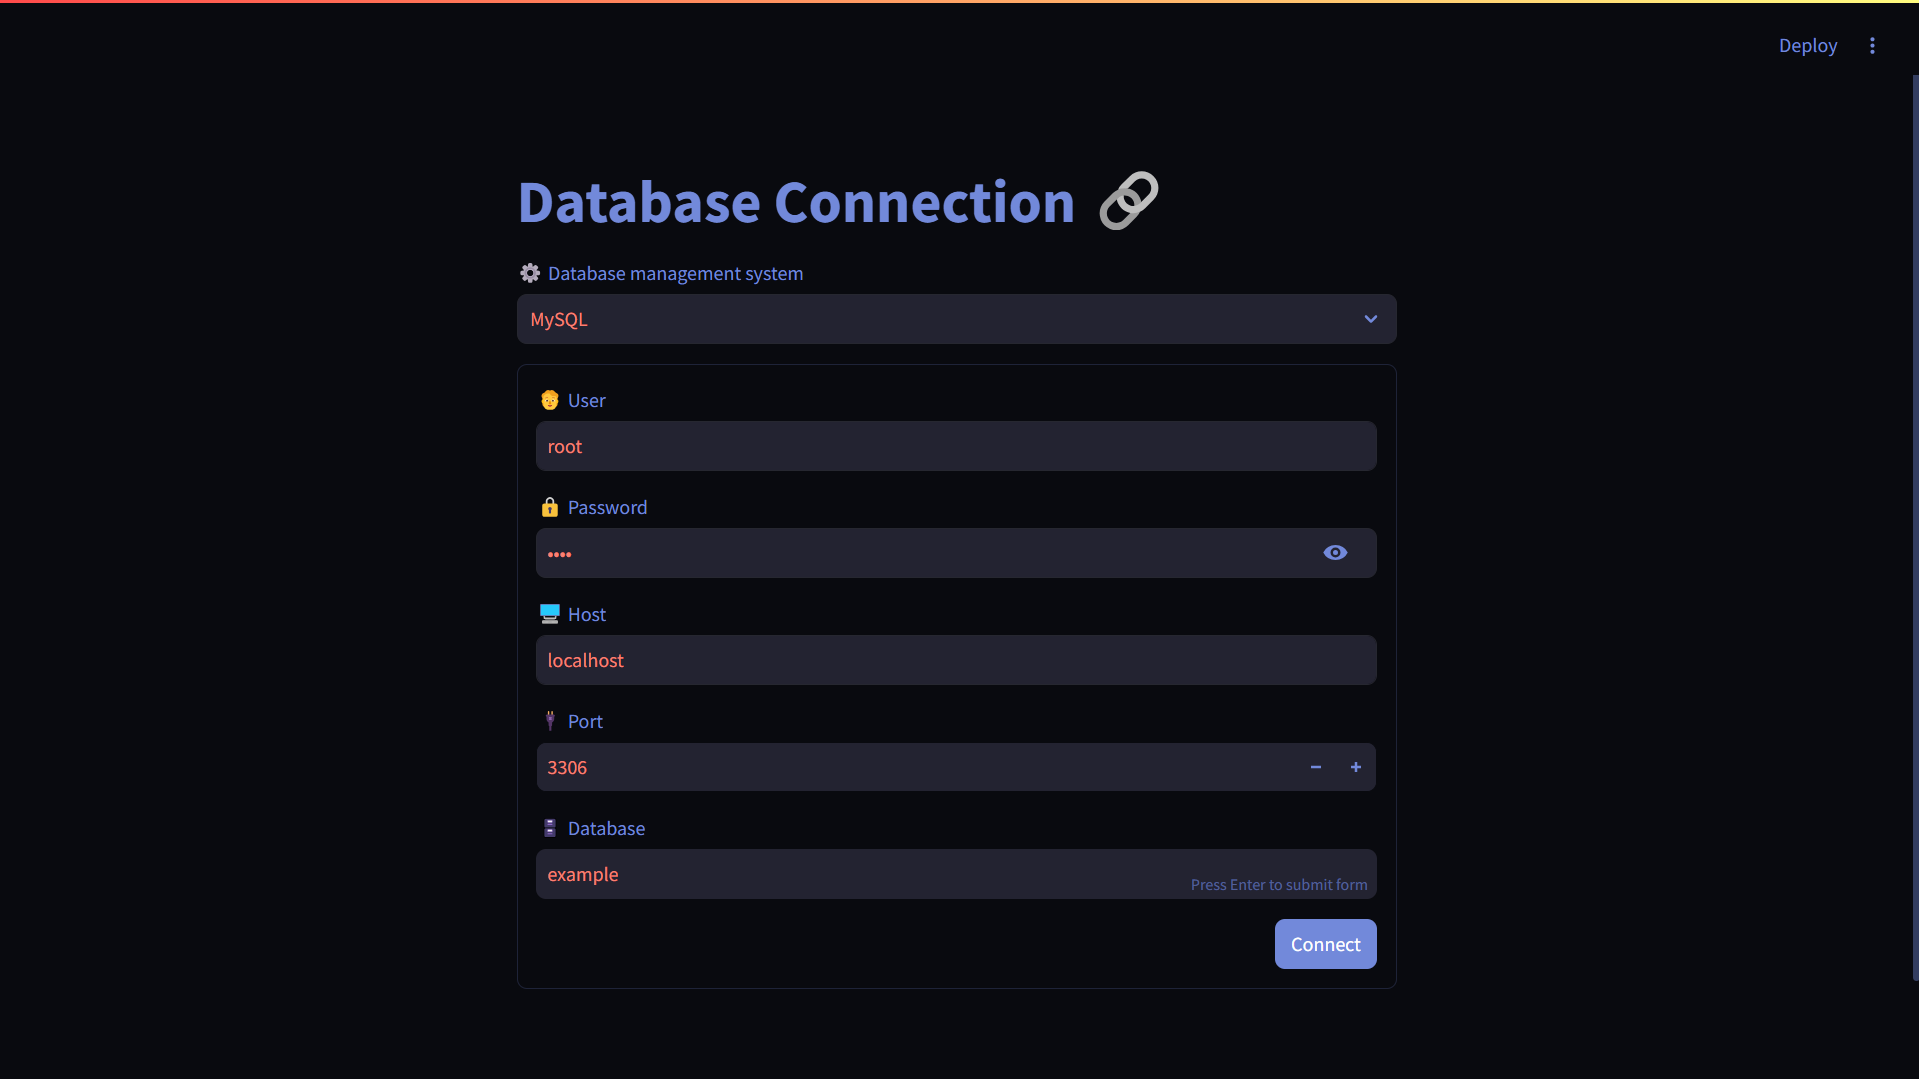 Deploy
Database Connection
Database management system
MySQL
User
root
Password
••••
Host
localhost
Port
3306
Database
example
Press Enter to submit form
Connect